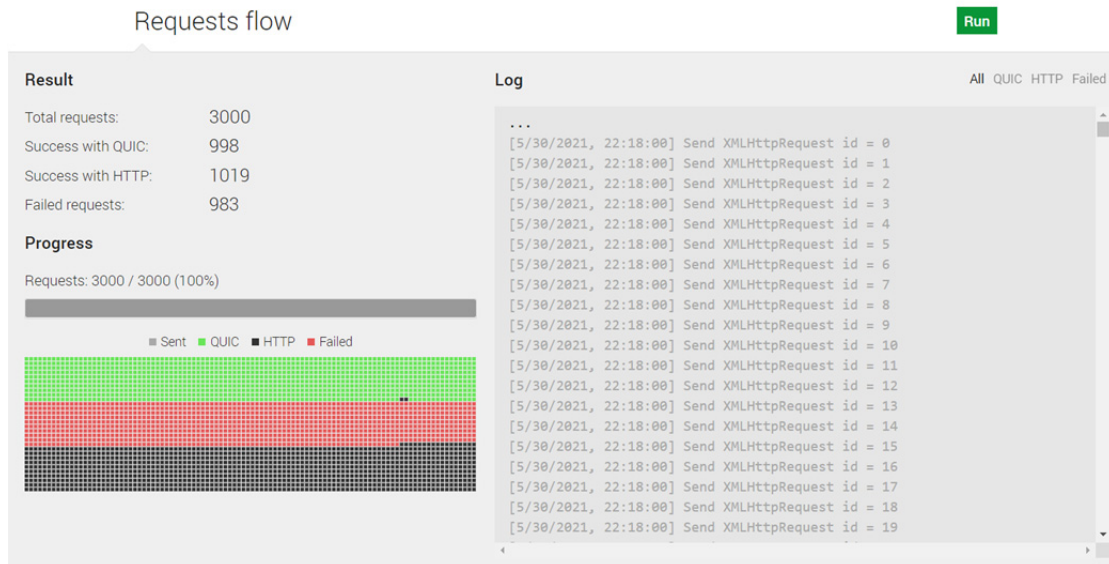 Requests flow
Run
Result
Total requests: 3000
Success with QUIC: 998
Success with HTTP: 1019
Failed requests: 983
Progress
Requests: 3000 / 3000 (100%)
Sent QUIC HTTP Failed
Log
All QUIC HTTP Failed
...
[5/30/2021, 22:18:00] Send XMLHttpRequest id = 0
[5/30/2021, 22:18:00] Send XMLHttpRequest id = 1
[5/30/2021, 22:18:00] Send XMLHttpRequest id = 2
[5/30/2021, 22:18:00] Send XMLHttpRequest id = 3
[5/30/2021, 22:18:00] Send XMLHttpRequest id = 4
[5/30/2021, 22:18:00] Send XMLHttpRequest id = 5
[5/30/2021, 22:18:00] Send XMLHttpRequest id = 6
[5/30/2021, 22:18:00] Send XMLHttpRequest id = 7
[5/30/2021, 22:18:00] Send XMLHttpRequest id = 8
[5/30/2021, 22:18:00] Send XMLHttpRequest id = 9
[5/30/2021, 22:18:00] Send XMLHttpRequest id = 10
[5/30/2021, 22:18:00] Send XMLHttpRequest id = 11
[5/30/2021, 22:18:00] Send XMLHttpRequest id = 12
[5/30/2021, 22:18:00] Send XMLHttpRequest id = 13
[5/30/2021, 22:18:00] Send XMLHttpRequest id = 14
[5/30/2021, 22:18:00] Send XMLHttpRequest id = 15
[5/30/2021, 22:18:00] Send XMLHttpRequest id = 16
[5/30/2021, 22:18:00] Send XMLHttpRequest id = 17
[5/30/2021, 22:18:00] Send XMLHttpRequest id = 18
[5/30/2021, 22:18:00] Send XMLHttpRequest id = 19